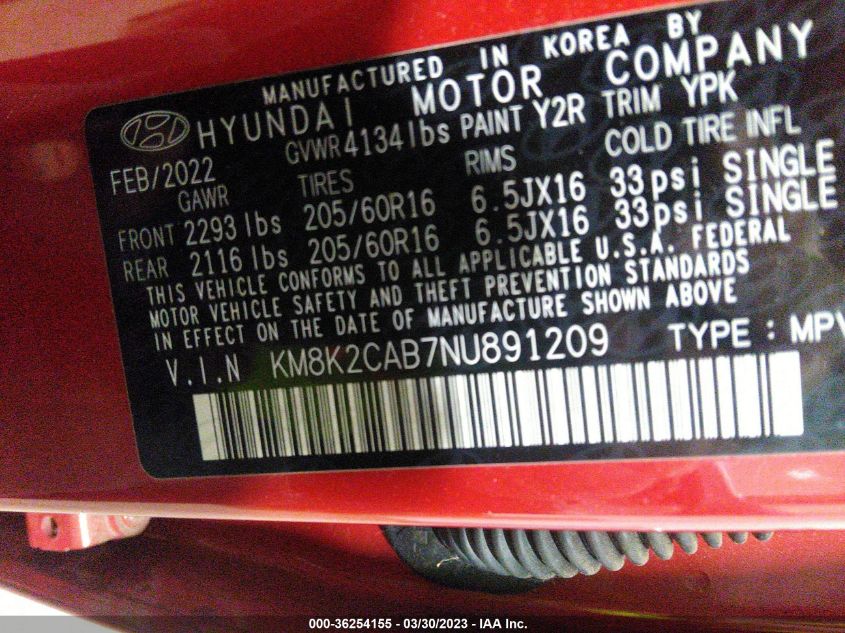 MANUFACTURED IN KOREA BY
HYUNDAI MOTOR COMPANY
FEB/2022 GVWR 4134 lbs PAINT Y2R TRIM YPK
GAWR TIRES RIMS COLD TIRE INFL
FRONT 2293 lbs 205/60R16 6.5JX16 33 psi SINGLE
REAR 2116 lbs 205/60R16 6.5JX16 33 psi SINGLE
THIS VEHICLE CONFORMS TO ALL APPLICABLE U.S.A. FEDERAL
MOTOR VEHICLE SAFETY AND THEFT PREVENTION STANDARDS
IN EFFECT ON THE DATE OF MANUFACTURE SHOWN ABOVE
V.I.N KM8K2CAB7NU891209 TYPE : MPV
000-36254155 - 03/30/2023 - IAA Inc.